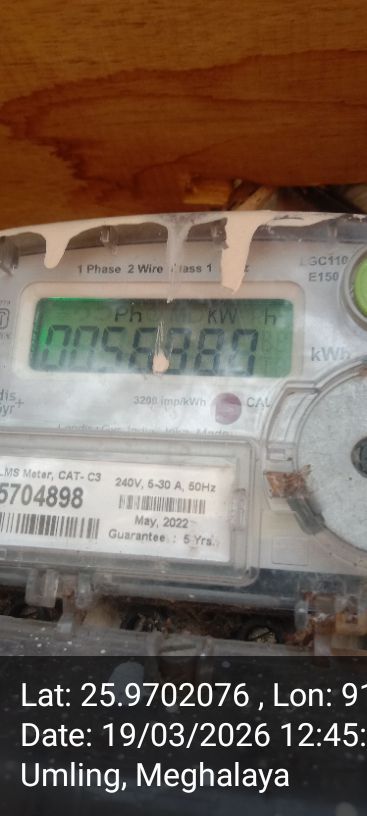 1 Phase 2 Wire Class 1
LGC110
E150
kWh
3200 imp/kWh
CAL
LMS Meter, CAT- C3
5704898
240V, 5-30 A, 50Hz
May, 2022
Guarantee : 5 Yrs.
Lat: 25.9702076 , Lon: 91
Date: 19/03/2026 12:45:
Umling, Meghalaya